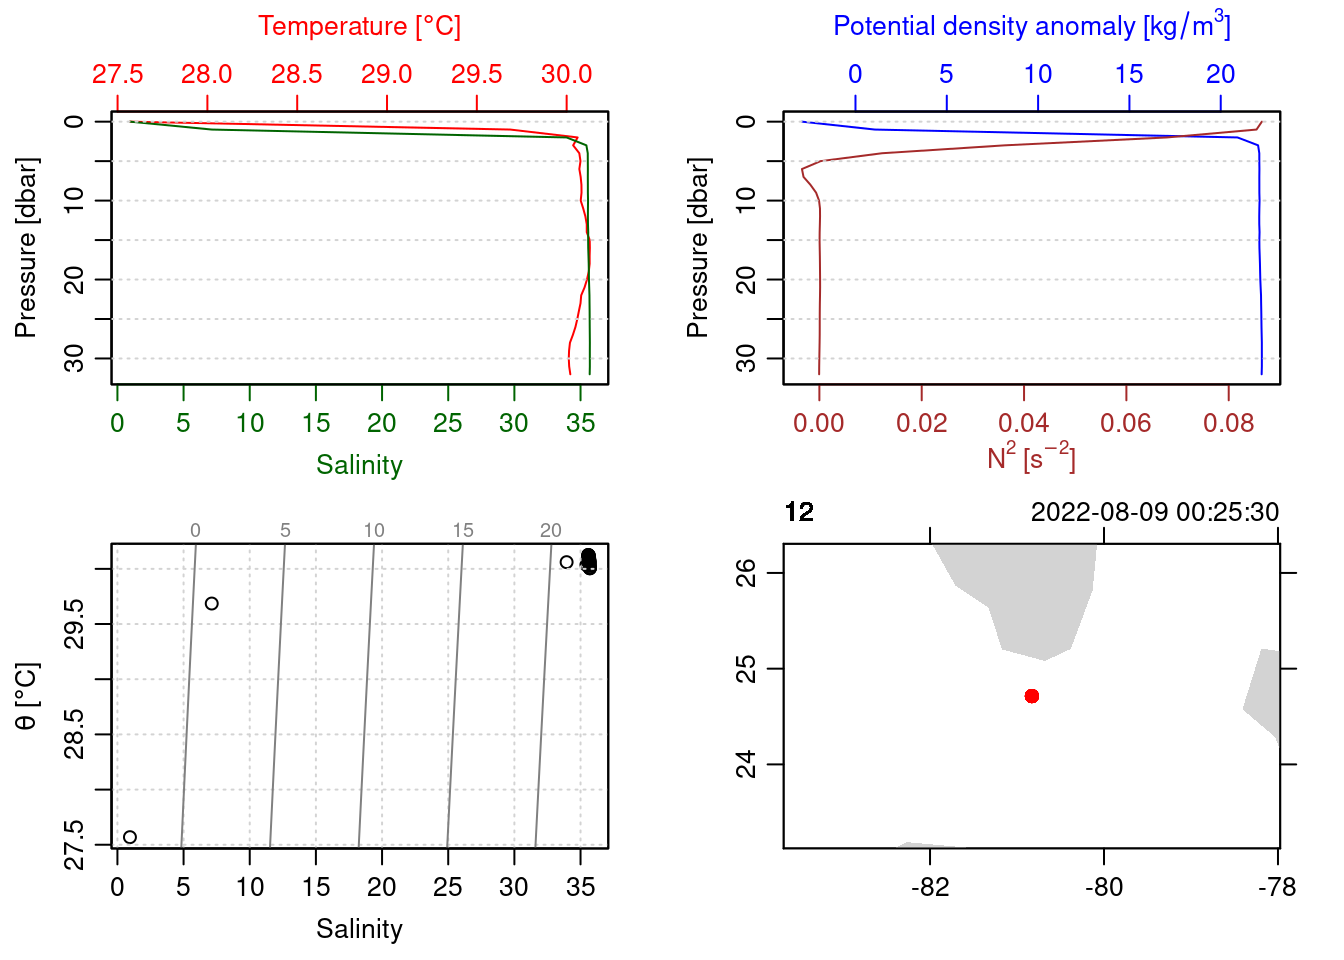 Temperature [°C]
27.5 28.0 28.5 29.0 29.5 30.0
0
10
20
30
Pressure [dbar]
0 5 10 15 20 25 30 35
Salinity
Potential density anomaly [kg/m³]
0 5 10 15 20
0
10
20
30
Pressure [dbar]
0.00 0.02 0.04 0.06 0.08
N² [s⁻²]
0 5 10 15 20
29.5
28.5
27.5
θ [°C]
0 5 10 15 20 25 30 35
Salinity
12 2022-08-09 00:25:30
26
25
24
-82 -80 -78